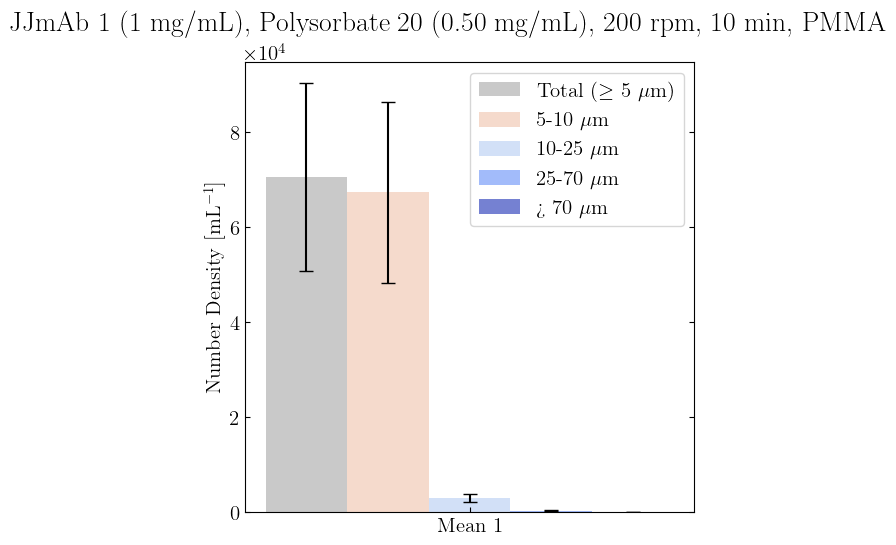 JJmAb 1 (1 mg/mL), Polysorbate 20 (0.50 mg/mL), 200 rpm, 10 min, PMMA
×10⁴
Total (≥ 5 μm)
5-10 μm
10-25 μm
25-70 μm
¿ 70 μm
8
6
4
2
0
Number Density [mL⁻¹]
Mean 1